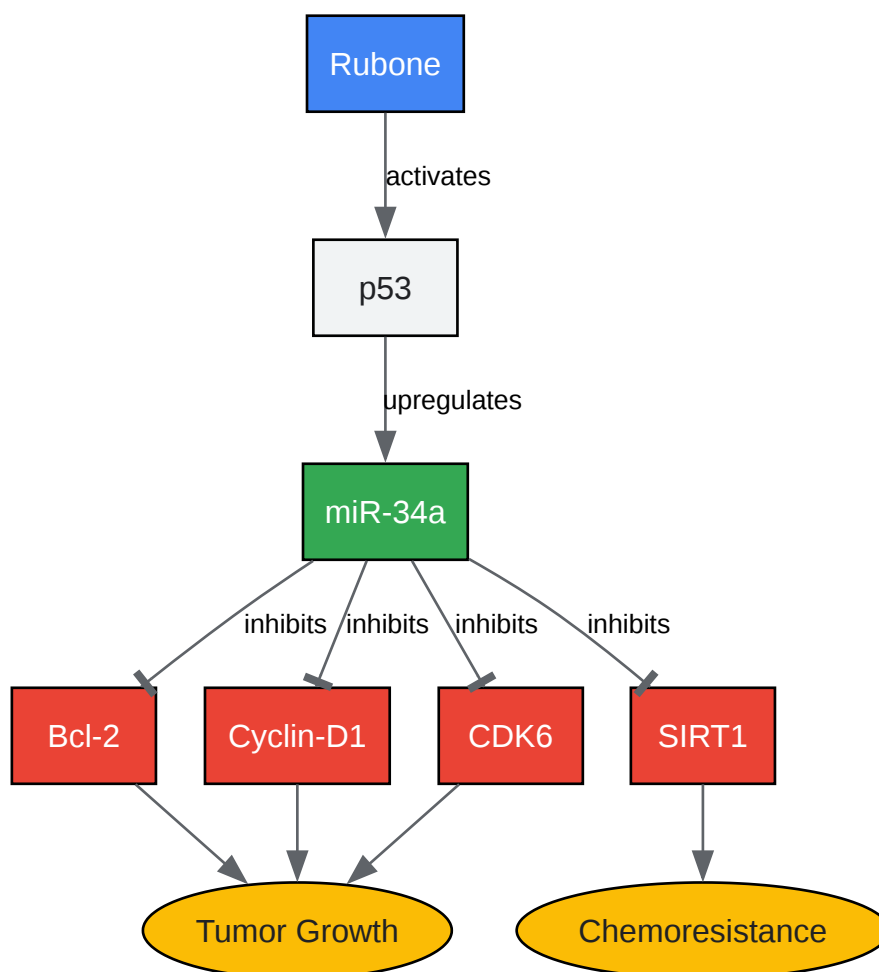 Rubone
activates
p53
upregulates
miR-34a
inhibits inhibits inhibits inhibits
Bcl-2 Cyclin-D1 CDK6 SIRT1
Tumor Growth Chemoresistance